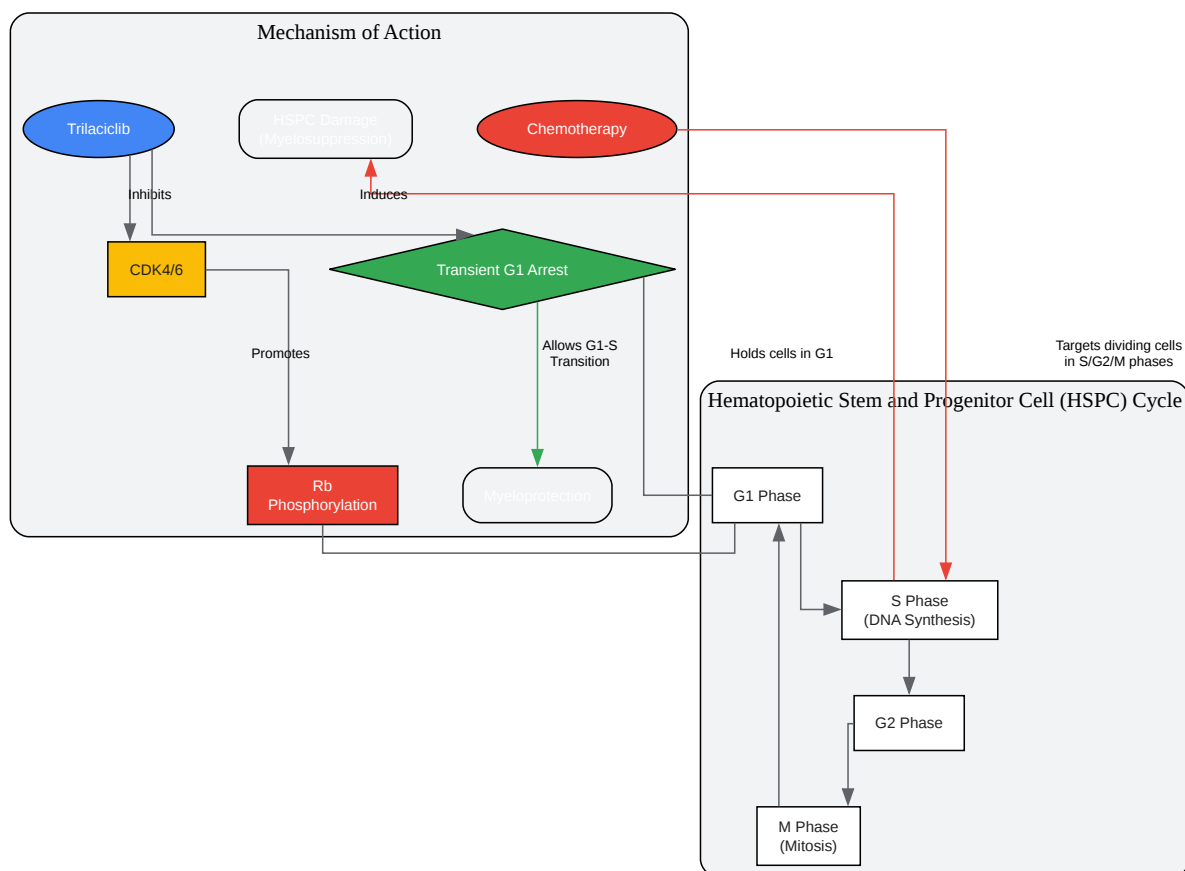 Mechanism of Action
Trilaciclib
HSPC Damage
(Myelosuppression)
Chemotherapy
Inhibits
Induces
CDK4/6
Transient G1 Arrest
Promotes
Allows G1-S
Transition
Holds cells in G1
Targets dividing cells
in S/G2/M phases
Hematopoietic Stem and Progenitor Cell (HSPC) Cycle
Rb
Phosphorylation
Myeloprotection
G1 Phase
S Phase
(DNA Synthesis)
G2 Phase
M Phase
(Mitosis)